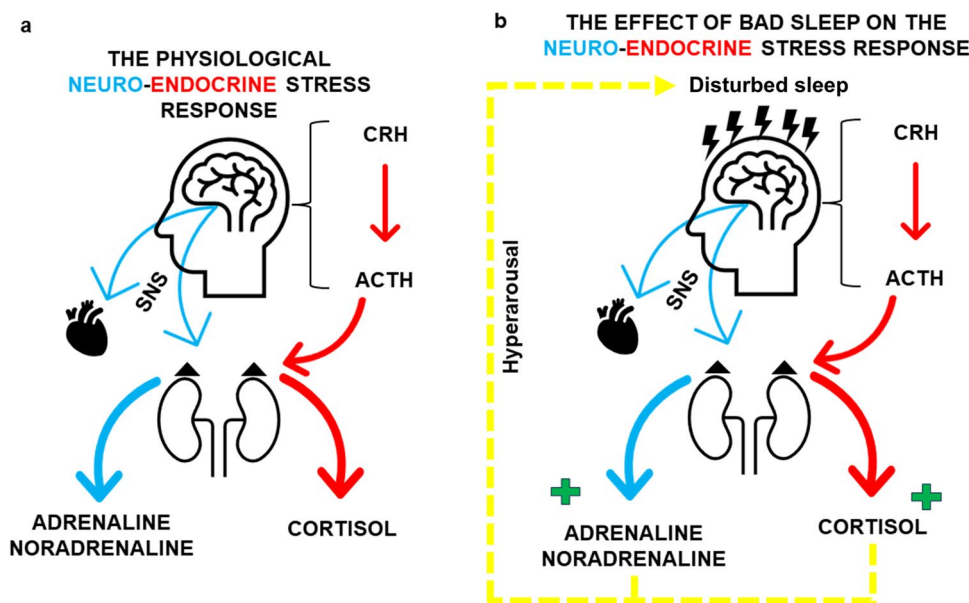 a
THE PHYSIOLOGICAL
NEURO-ENDOCRINE STRESS
RESPONSE
CRH
ACTH
SNS
ADRENALINE
NORADRENALINE
CORTISOL
b
THE EFFECT OF BAD SLEEP ON THE
NEURO-ENDOCRINE STRESS RESPONSE
Disturbed sleep
CRH
ACTH
SNS
Hyperarousal
ADRENALINE
NORADRENALINE
CORTISOL